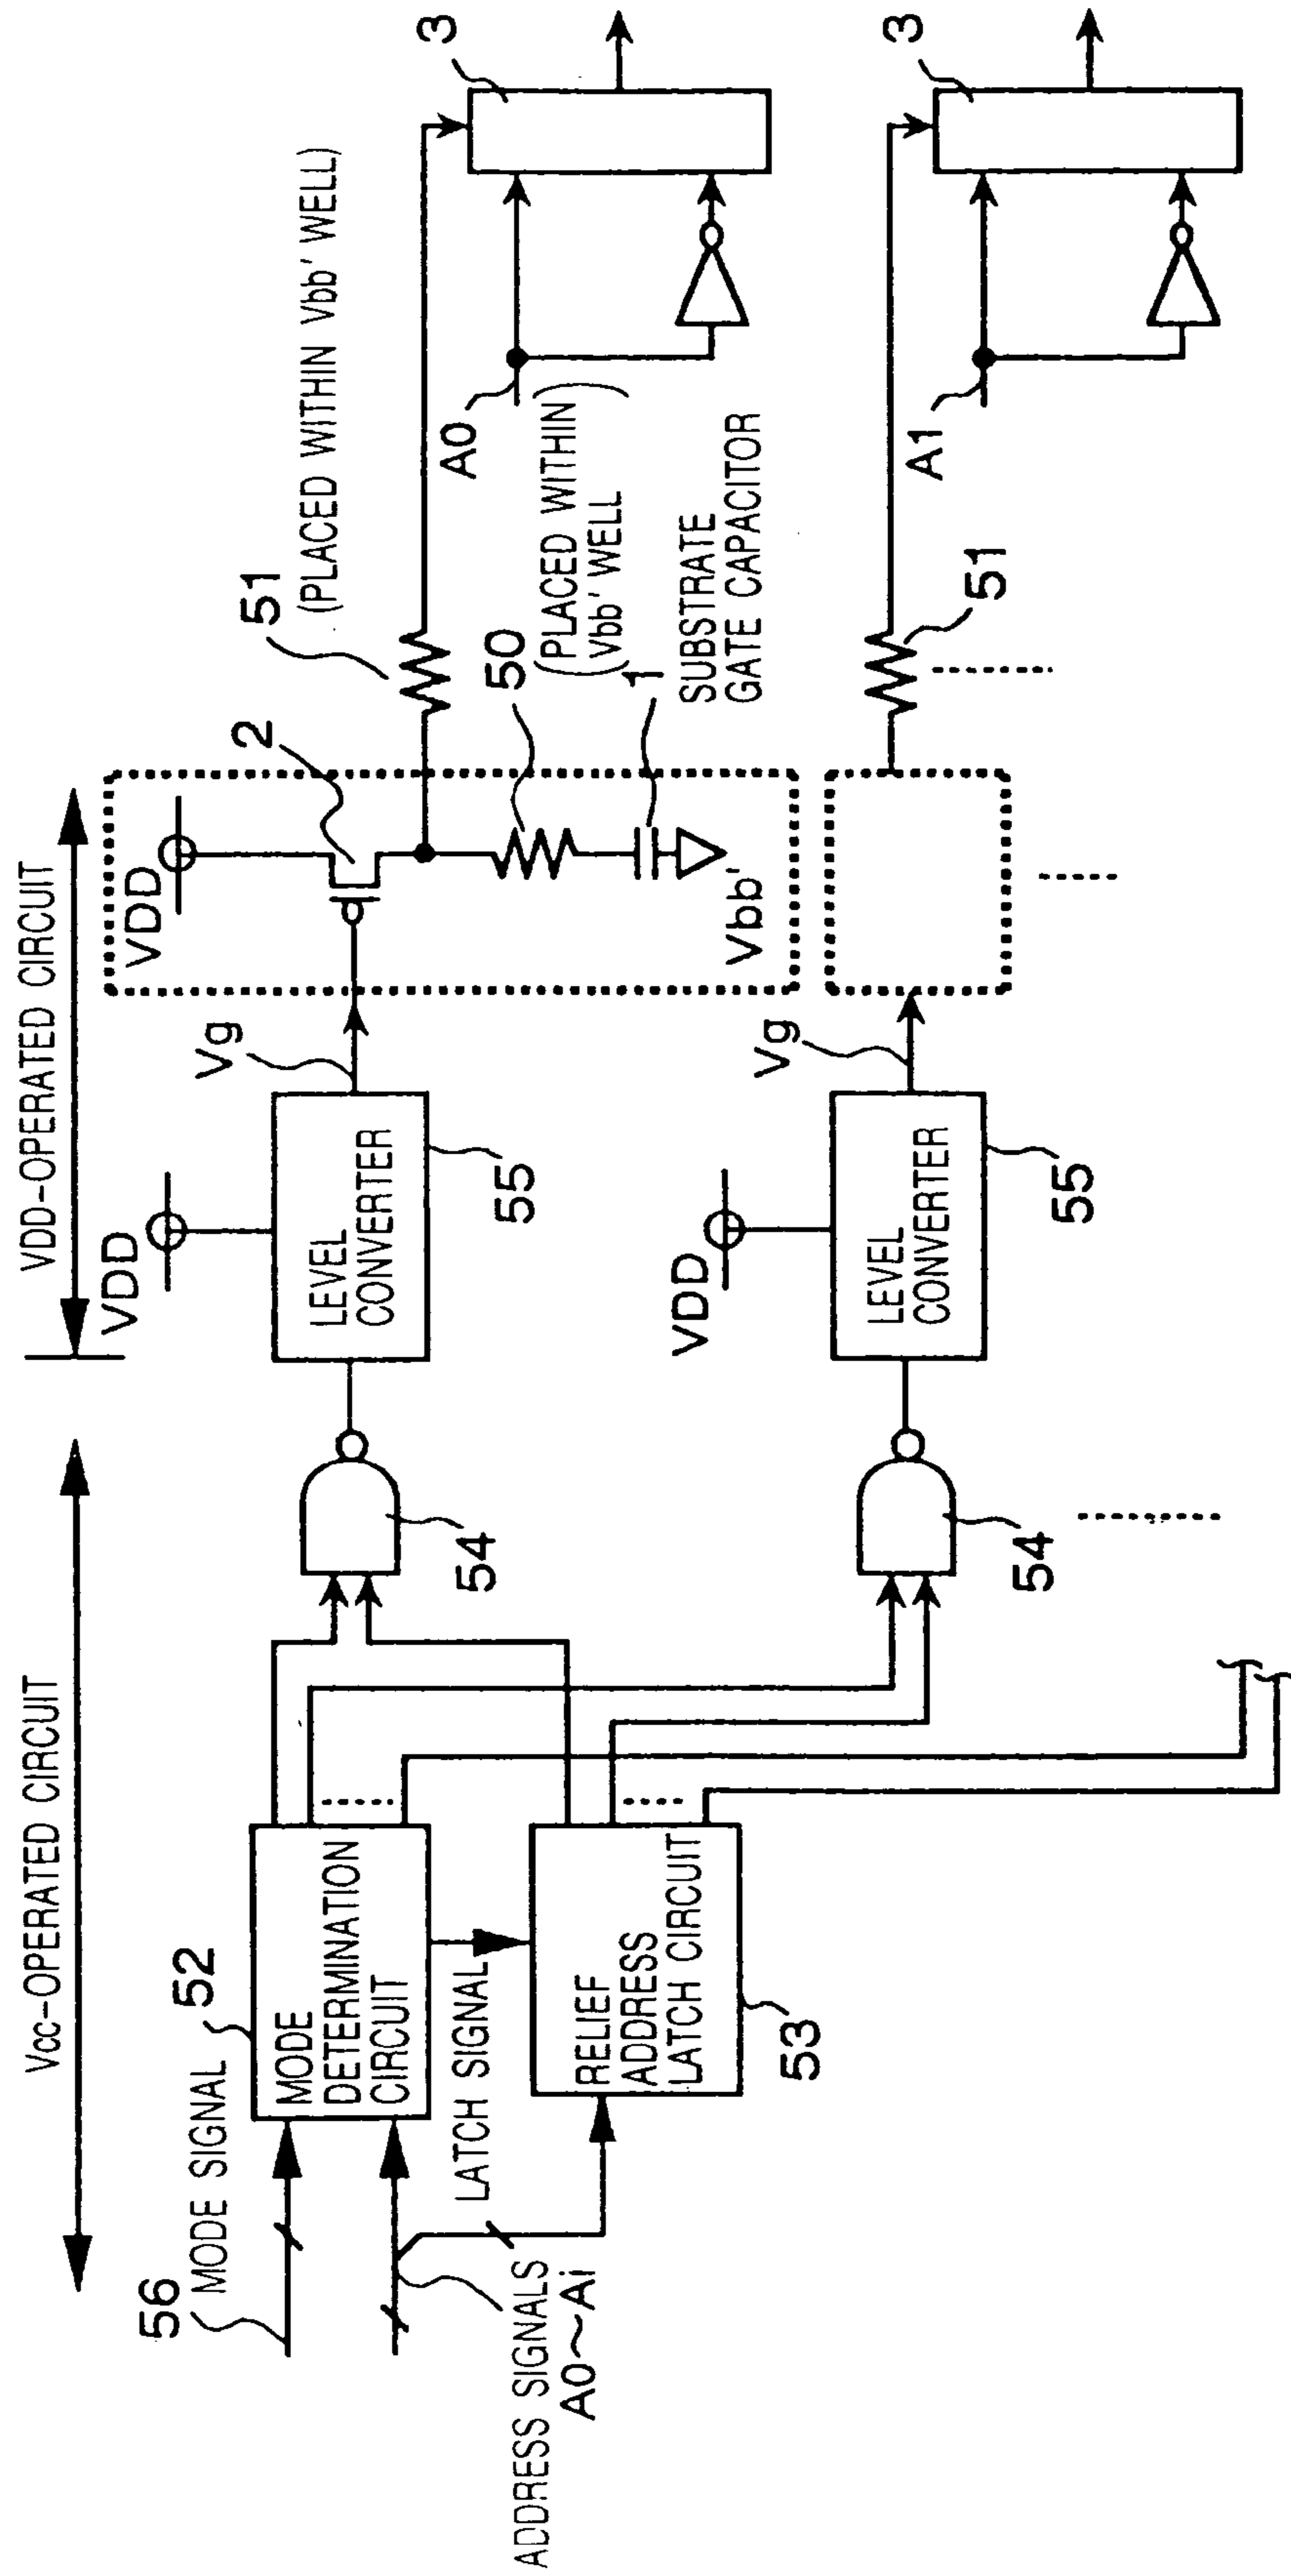 Vcc-OPERATED CIRCUIT
VDD-OPERATED CIRCUIT
56
MODE SIGNAL
52
MODE
DETERMINATION
CIRCUIT
LATCH SIGNAL
ADDRESS SIGNALS
A0~Ai
RELIEF
ADDRESS
LATCH CIRCUIT
53
54
VDD
LEVEL
CONVERTER
55
Vg
VDD
2
51
(PLACED WITHIN Vbb' WELL)
50
(PLACED WITHIN
Vbb' WELL)
1
SUBSTRATE
GATE CAPACITOR
Vbb'
A0
3
54
VDD
LEVEL
CONVERTER
55
Vg
51
A1
3